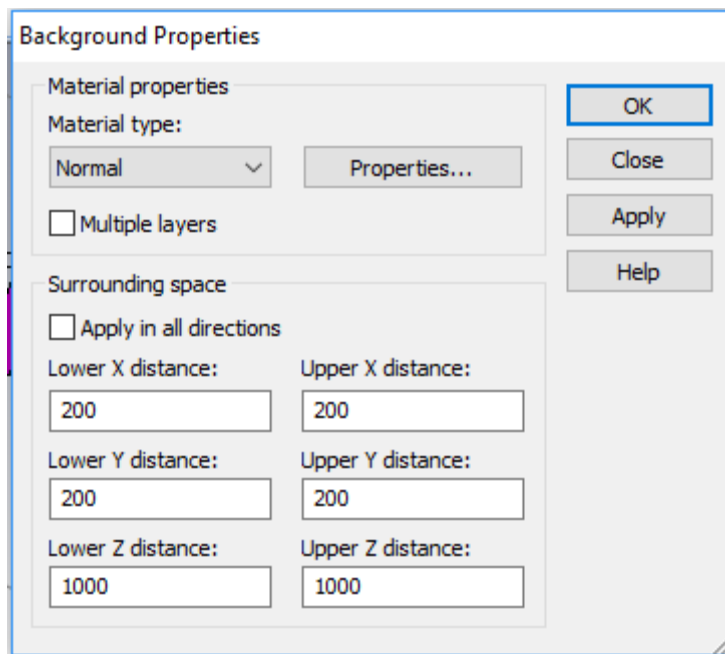 Background Properties
Material properties
Material type:
Normal
Properties...
Multiple layers
OK
Close
Apply
Help
Surrounding space
Apply in all directions
Lower X distance: Upper X distance:
200 200
Lower Y distance: Upper Y distance:
200 200
Lower Z distance: Upper Z distance:
1000 1000